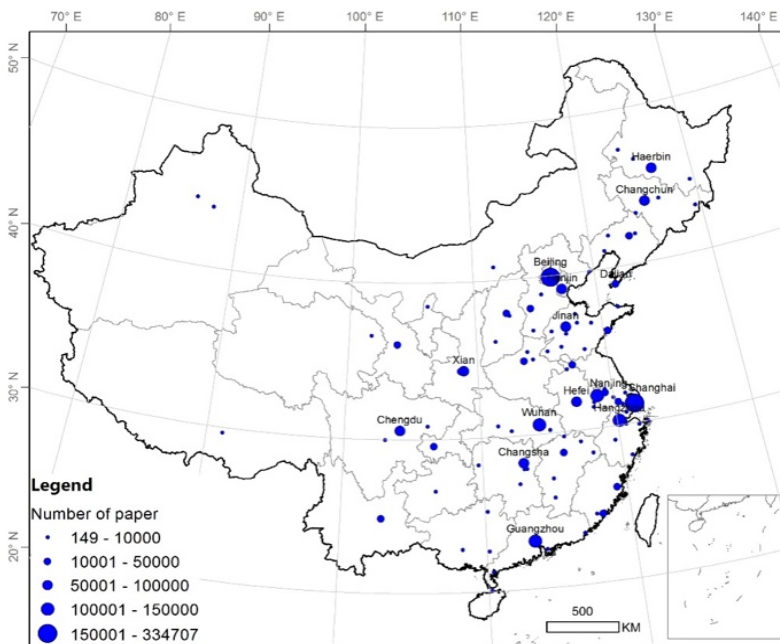 70° E 80° E 90° E 100° E 110° E 120° E 130° E 140° E
50° N
40° N
30° N
20° N
Haerbin
Changchun
Beijing
Dalian
Jinan
Xian
Nanjing
Hefei
Shanghai
Chengdu
Wuhan
Changsha
Guangzhou
Legend
Number of paper
149 - 10000
10001 - 50000
50001 - 100000
100001 - 150000
150001 - 334707
500
KM